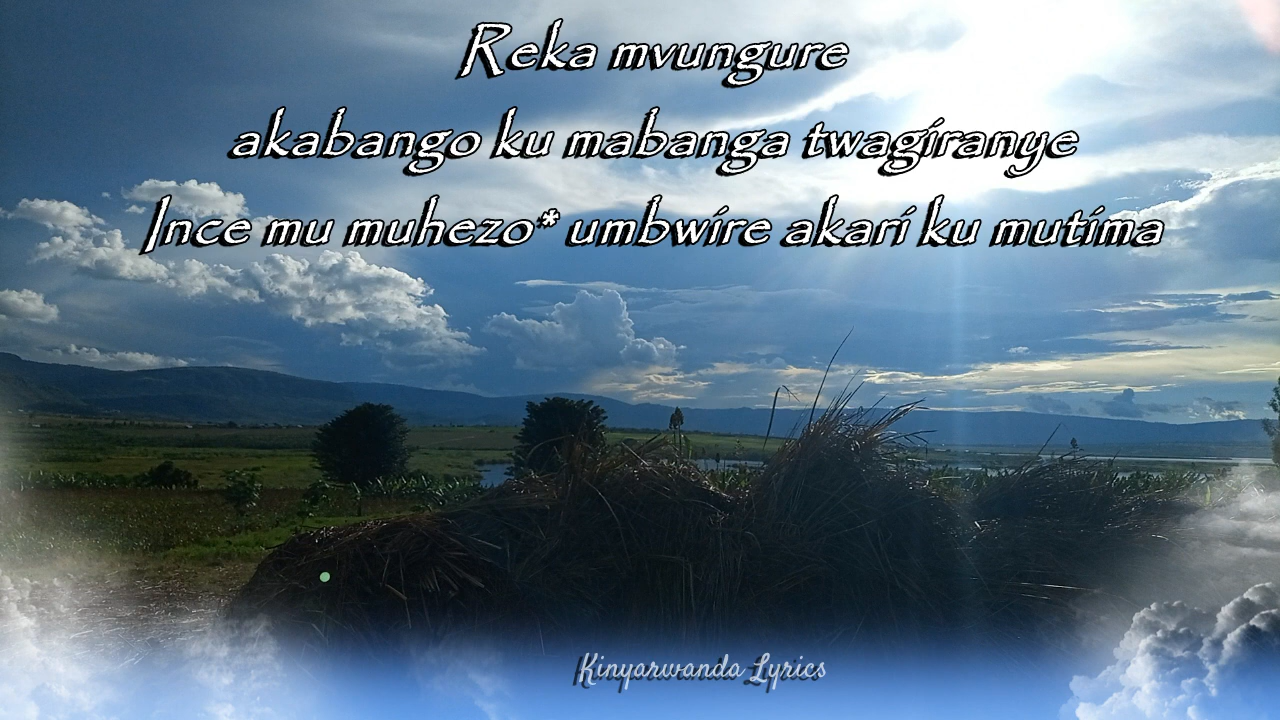 Reka mvungure
akabango ku mabanga twagiranye
Ince mu muhezo* umbwire akari ku mutima
Kinyarwanda Lyrics